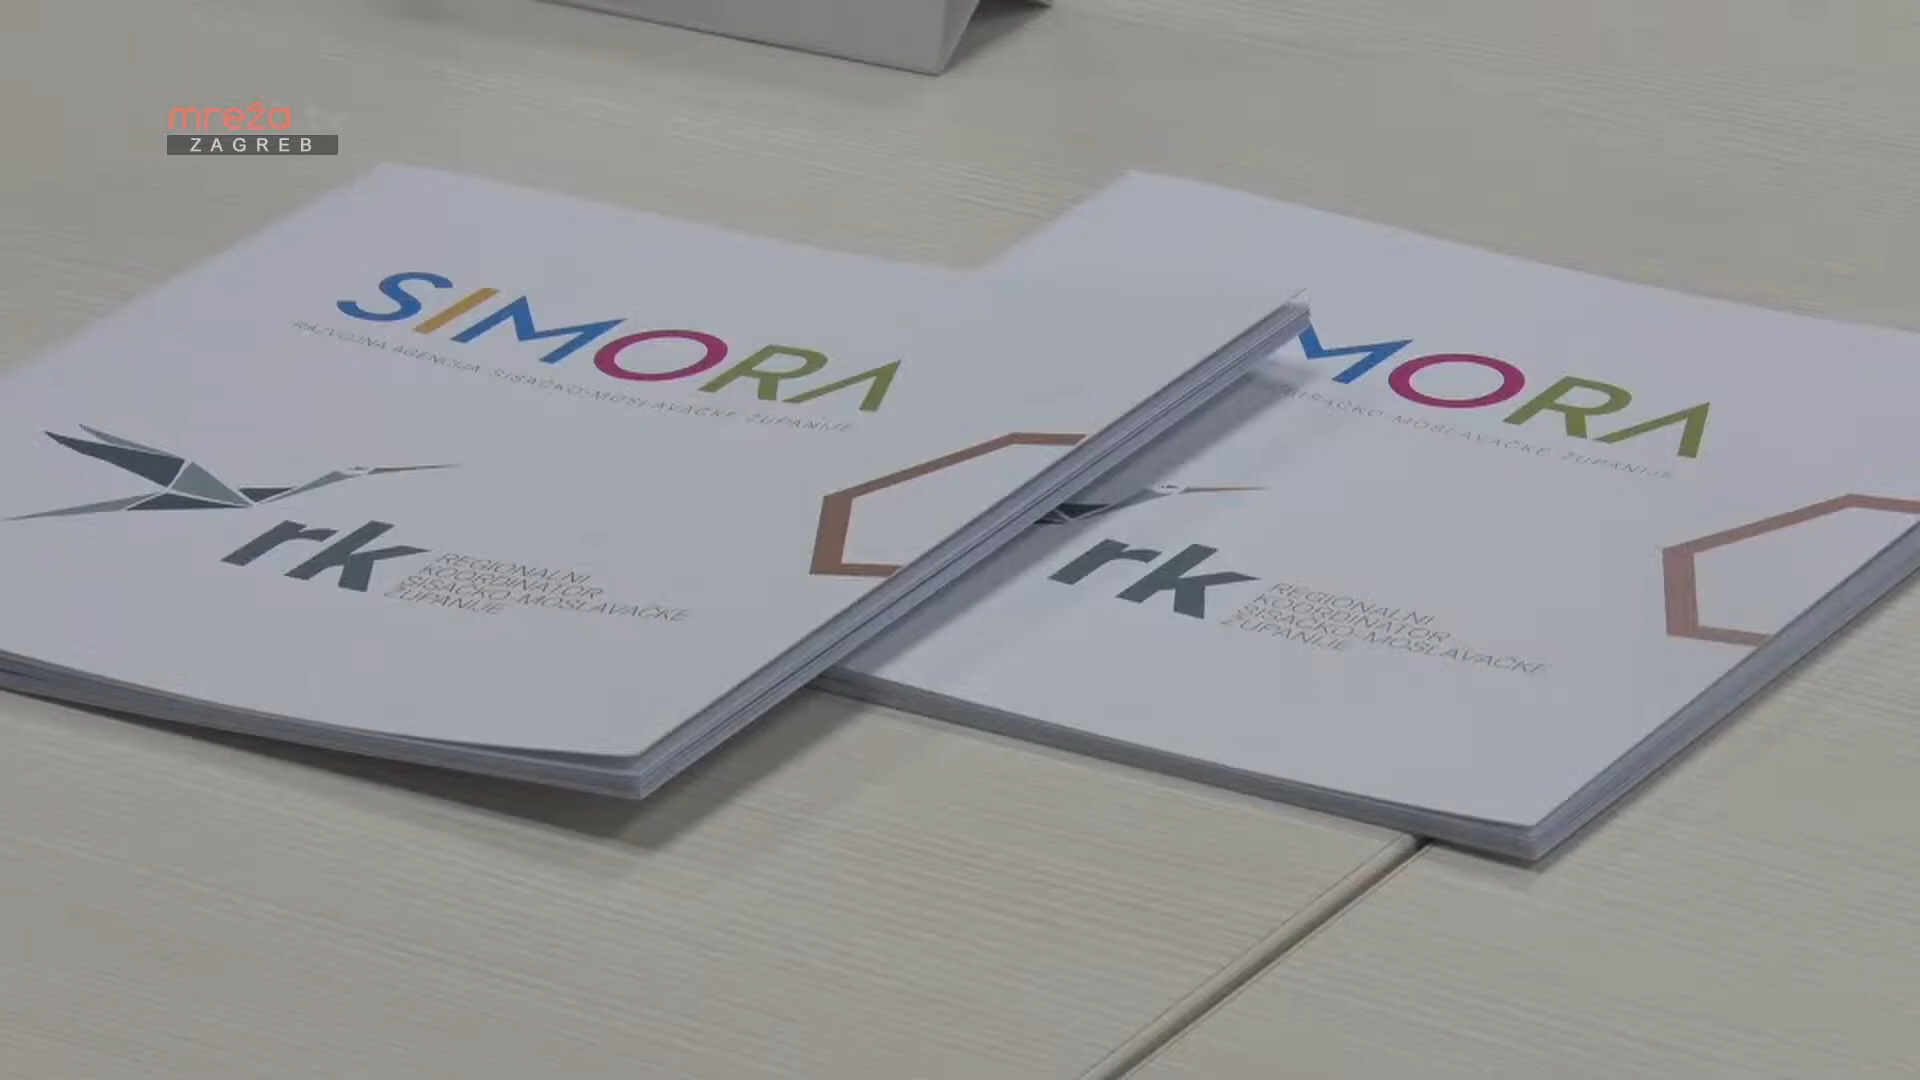 mreža tv
ZAGREB
SIMORA
RAZVOJNA AGENCIJA SISAČKO-MOSLAVAČKE ŽUPANIJE
rk
REGIONALNI
KOORDINATOR
SISAČKO-MOSLAVAČKE
ŽUPANIJE
MORA
SISAČKO-MOSLAVAČKE ŽUPANIJE
rk
REGIONALNI
KOORDINATOR
SISAČKO-MOSLAVAČKE
ŽUPANIJE